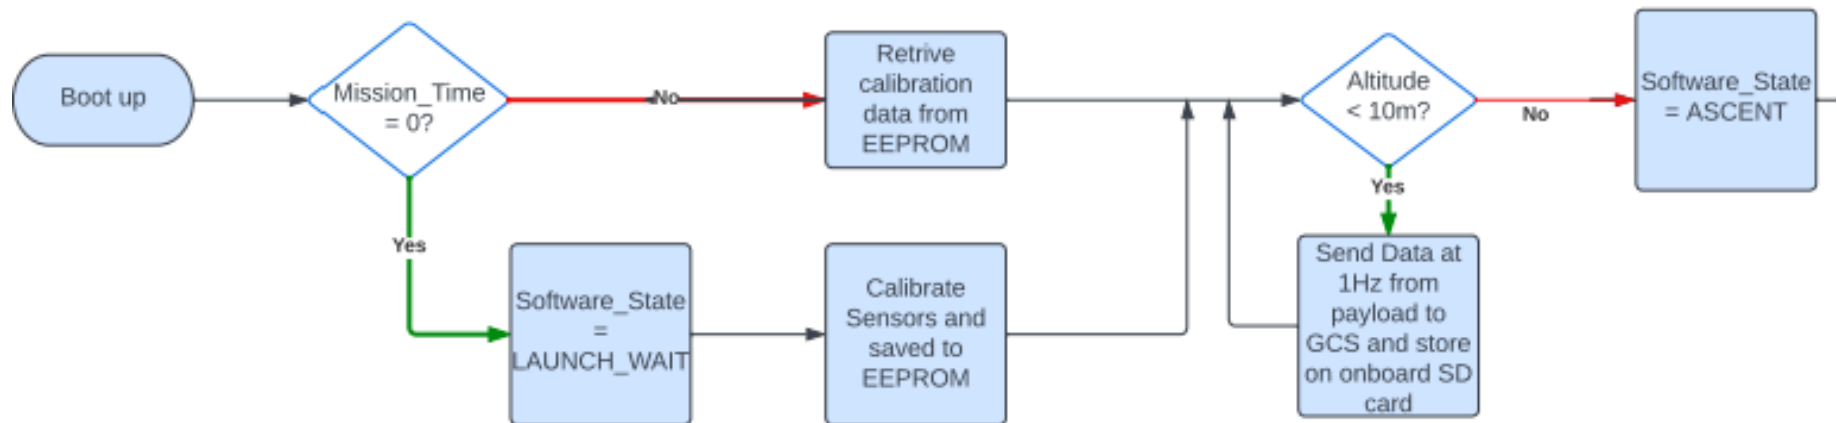 Boot up
Mission_Time
= 0?
No
Retrive
calibration
data from
EEPROM
Altitude
< 10m?
No
Software_State
= ASCENT
Yes
Yes
Software_State
=
LAUNCH_WAIT
Calibrate
Sensors and
saved to
EEPROM
Send Data at
1Hz from
payload to
GCS and store
on onboard SD
card